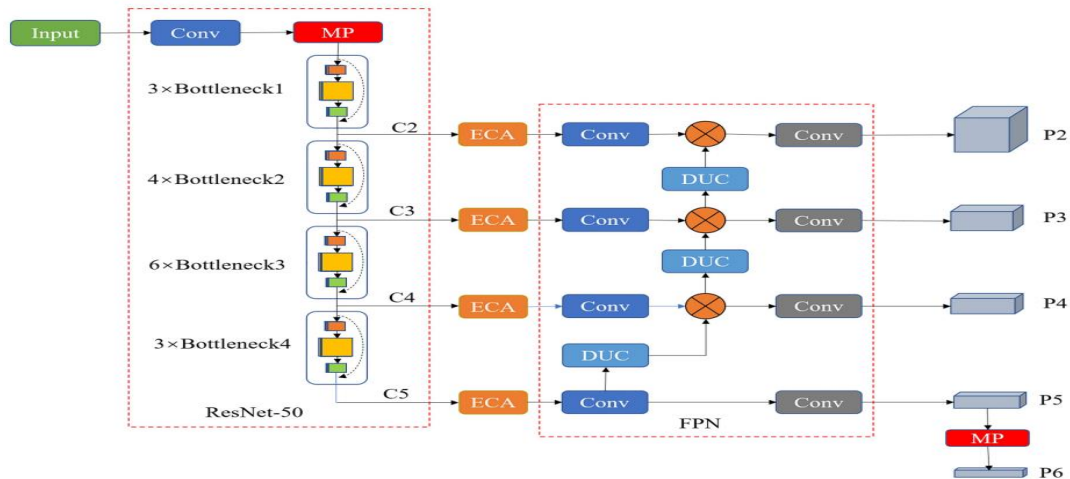 Input
Conv
MP
3×Bottleneck1
C2
ECA
Conv
Conv
P2
4×Bottleneck2
DUC
C3
ECA
Conv
Conv
P3
6×Bottleneck3
DUC
C4
ECA
Conv
Conv
P4
3×Bottleneck4
DUC
C5
ECA
Conv
Conv
P5
ResNet-50
FPN
MP
P6